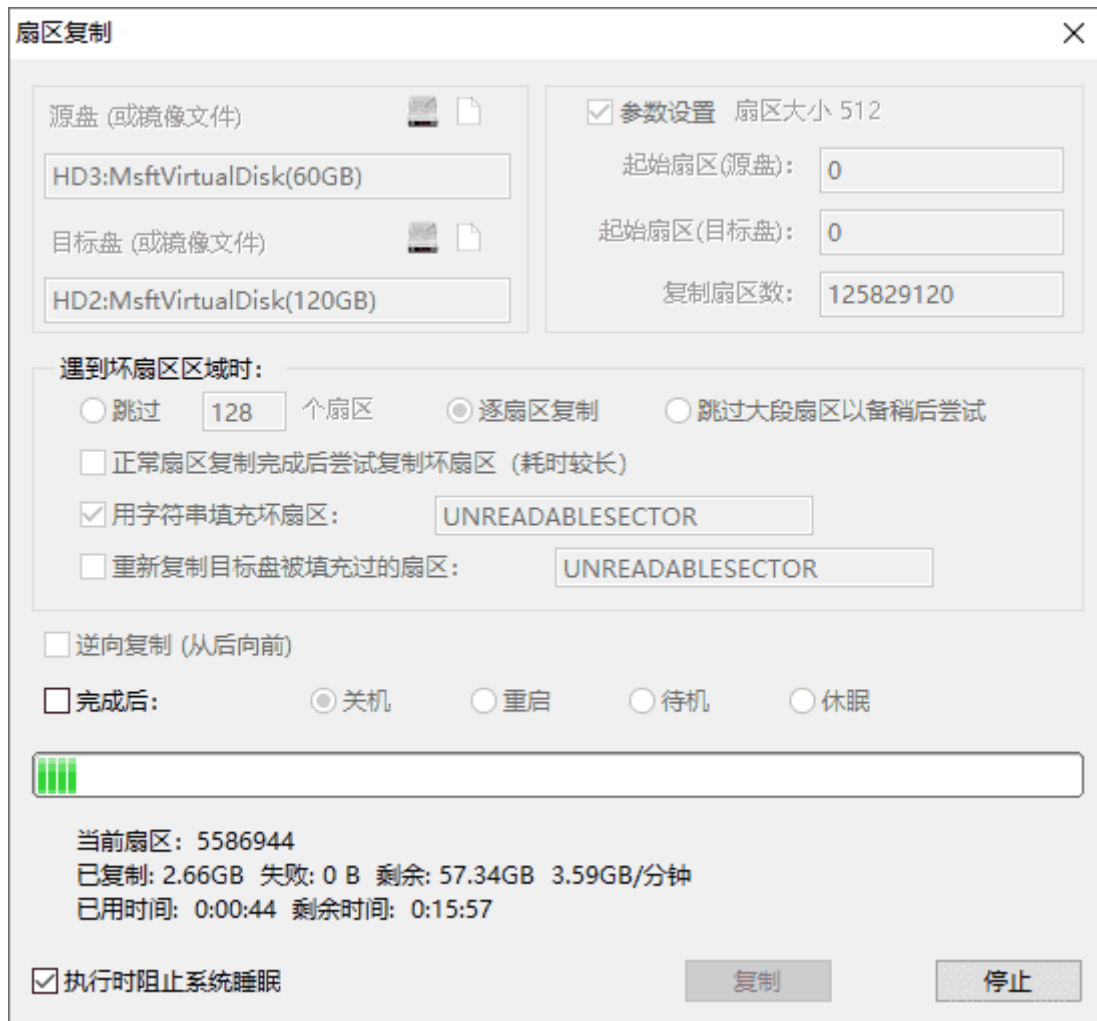 扇区复制
源盘 (或镜像文件)
HD3:MsftVirtualDisk(60GB)
目标盘 (或镜像文件)
HD2:MsftVirtualDisk(120GB)
参数设置 扇区大小 512
起始扇区(源盘): 0
起始扇区(目标盘): 0
复制扇区数: 125829120
遇到坏扇区区域时:
跳过 128 个扇区 逐扇区复制 跳过大段扇区以备稍后尝试
正常扇区复制完成后尝试复制坏扇区 (耗时较长)
用字符串填充坏扇区: UNREADABLESECTOR
重新复制目标盘被填充过的扇区: UNREADABLESECTOR
逆向复制 (从后向前)
完成后: 关机 重启 待机 休眠
当前扇区: 5586944
已复制: 2.66GB 失败: 0 B 剩余: 57.34GB 3.59GB/分钟
已用时间: 0:00:44 剩余时间: 0:15:57
执行时阻止系统睡眠 复制 停止